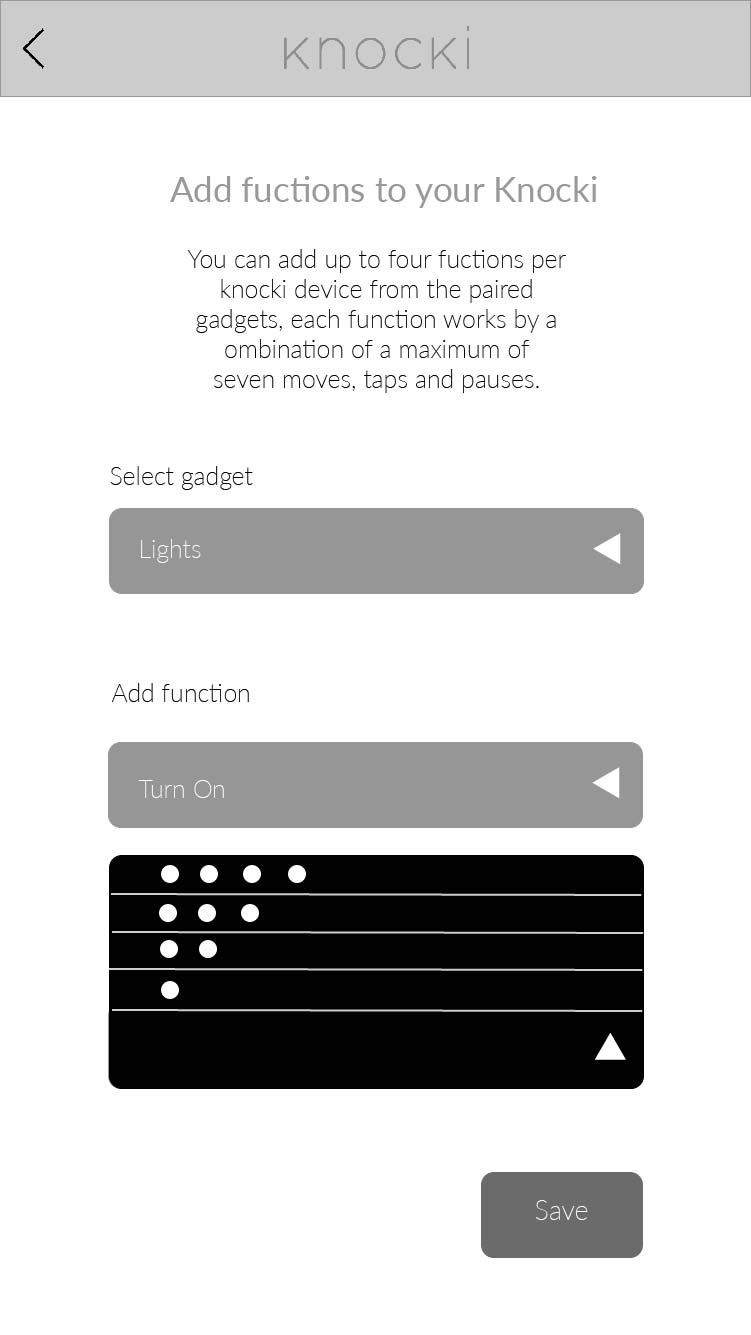 knocki
Add fuctions to your Knocki
You can add up to four fuctions per
knocki device from the paired
gadgets, each function works by a
ombination of a maximum of
seven moves, taps and pauses.
Select gadget
Lights
Add function
Turn On
Save